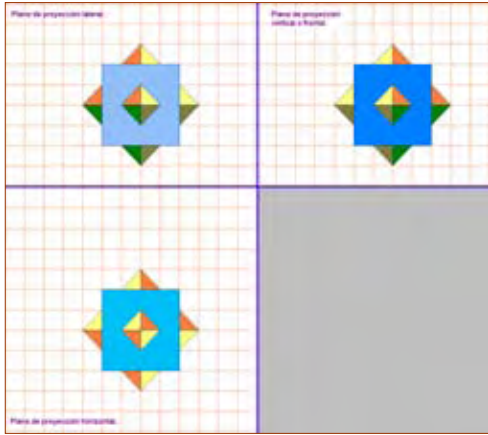 Plano de proyección lateral.
Plano de proyección
vertical o frontal.
Plano de proyección horizontal.